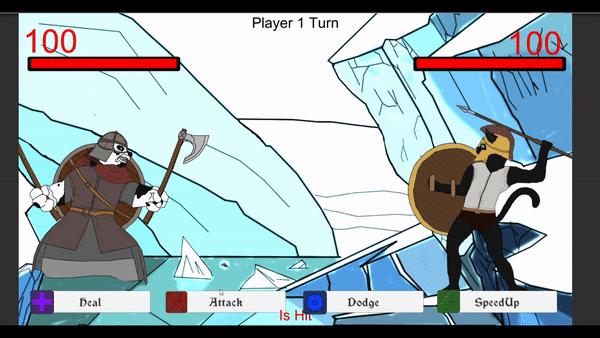 Player 1 Turn
100
100
Heal
Attack
Dodge
SpeedUp
Is Hit